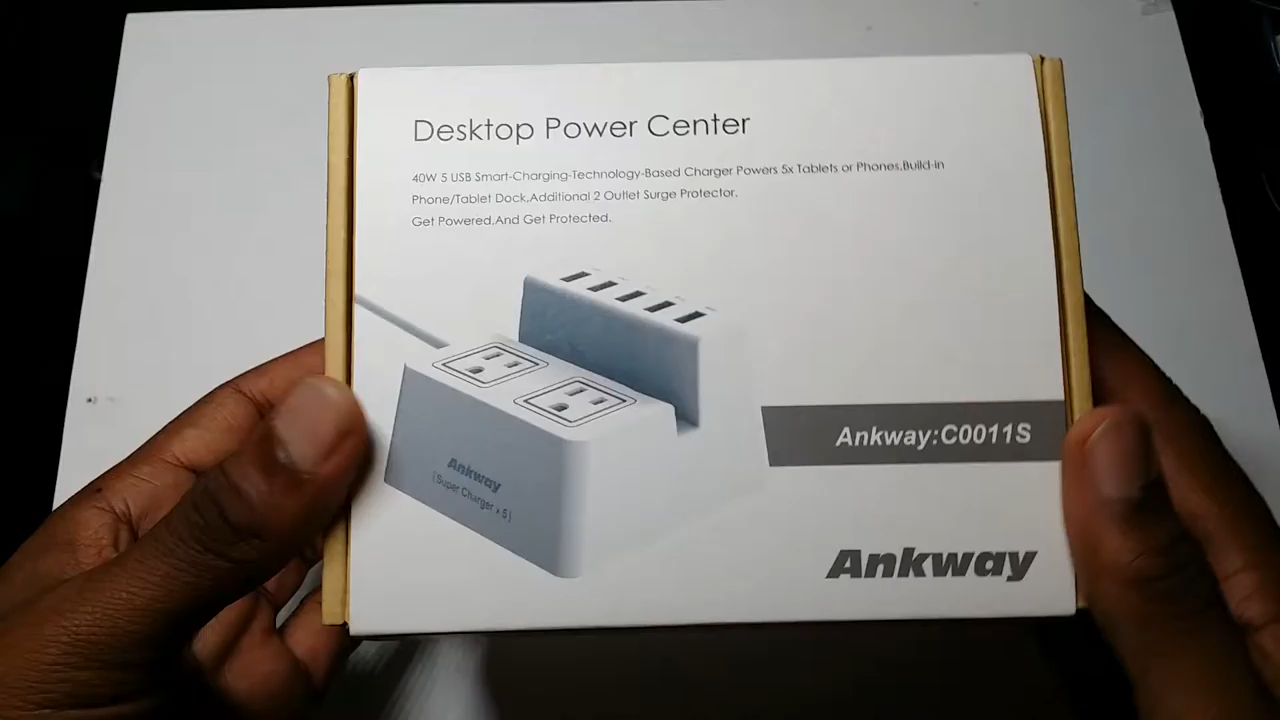 Desktop Power Center
40W 5 USB Smart-Charging-Technology-Based Charger Powers 5x Tablets or Phones,Build-in
Phone/Tablet Dock,Additional 2 Outlet Surge Protector.
Get Powered,And Get Protected.
Ankway
(Super Charger x 5)
Ankway:C0011S
Ankway